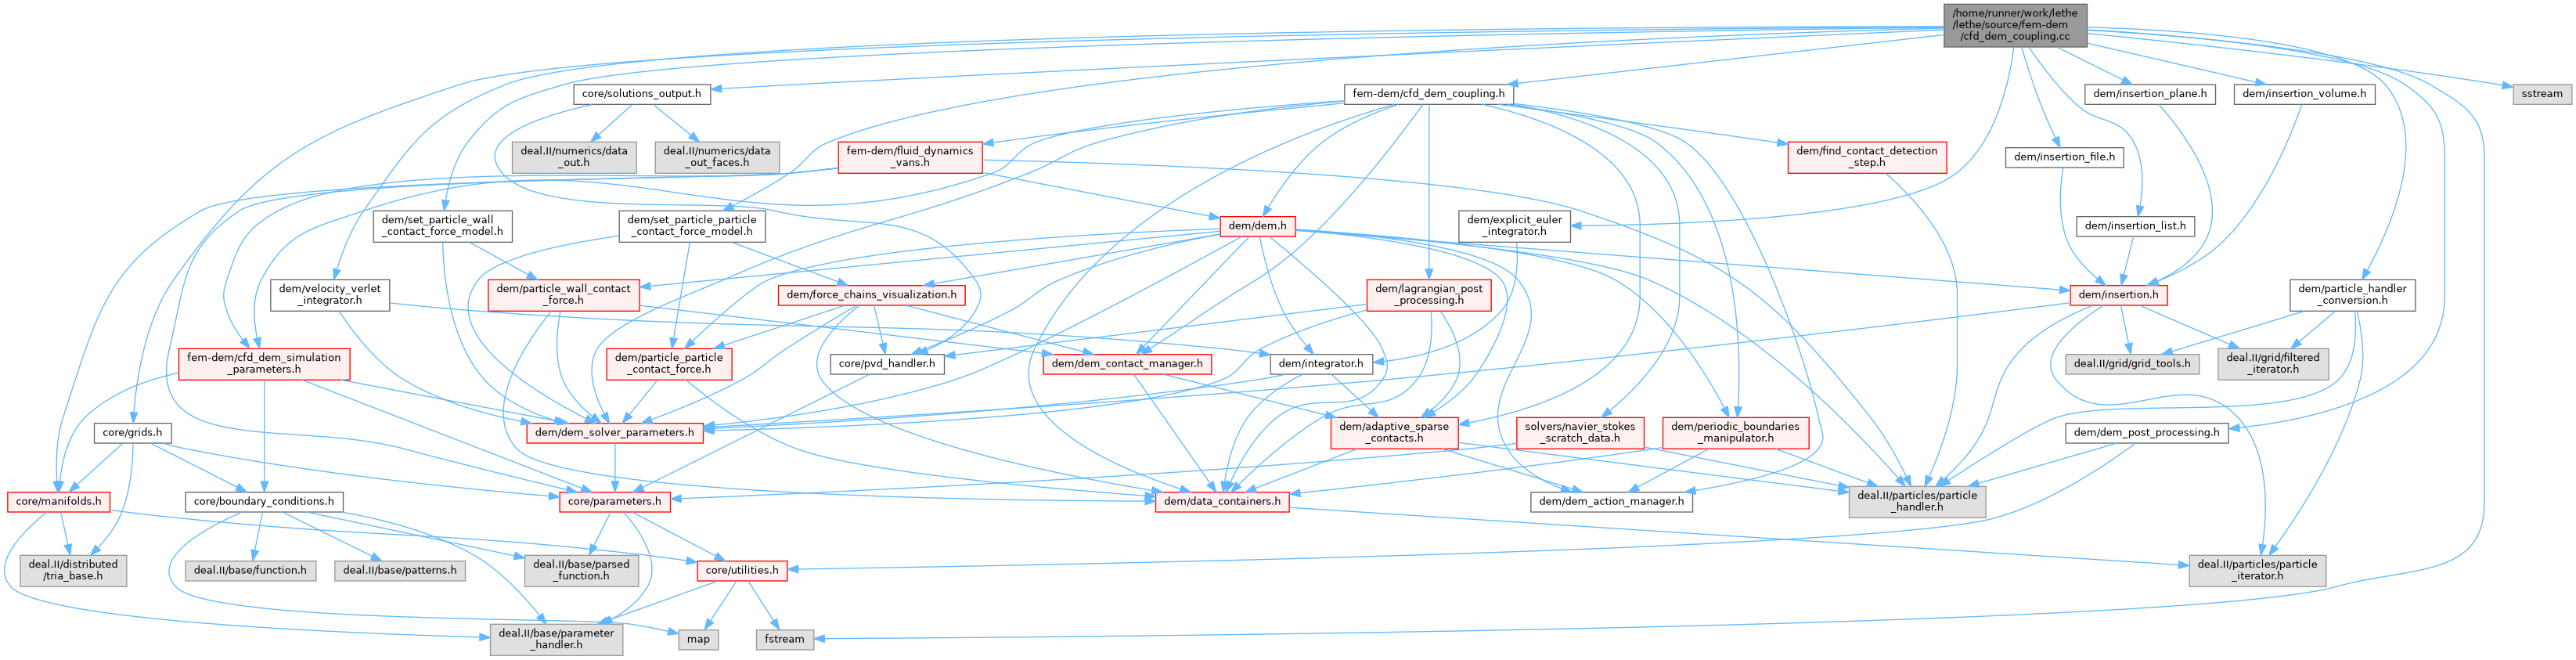 /home/runner/work/lethe
/lethe/source/fem-dem
/cfd_dem_coupling.cc
core/solutions_output.h
fem-dem/cfd_dem_coupling.h
dem/insertion_plane.h
dem/insertion_volume.h
sstream
deal.II/numerics/data
_out.h
deal.II/numerics/data
_out_faces.h
fem-dem/fluid_dynamics
_vans.h
dem/find_contact_detection
_step.h
dem/insertion_file.h
dem/set_particle_wall
_contact_force_model.h
dem/set_particle_particle
_contact_force_model.h
dem/dem.h
dem/explicit_euler
_integrator.h
dem/insertion_list.h
dem/velocity_verlet
_integrator.h
dem/particle_wall_contact
_force.h
dem/force_chains_visualization.h
dem/lagrangian_post
_processing.h
dem/insertion.h
dem/particle_handler
_conversion.h
fem-dem/cfd_dem_simulation
_parameters.h
dem/particle_particle
_contact_force.h
core/pvd_handler.h
dem/dem_contact_manager.h
dem/integrator.h
deal.II/grid/grid_tools.h
deal.II/grid/filtered
_iterator.h
core/grids.h
dem/dem_solver_parameters.h
dem/adaptive_sparse
_contacts.h
solvers/navier_stokes
_scratch_data.h
dem/periodic_boundaries
_manipulator.h
dem/dem_post_processing.h
core/manifolds.h
core/boundary_conditions.h
core/parameters.h
dem/data_containers.h
dem/dem_action_manager.h
deal.II/particles/particle
_handler.h
deal.II/distributed
/tria_base.h
deal.II/base/function.h
deal.II/base/patterns.h
deal.II/base/parsed
_function.h
core/utilities.h
deal.II/particles/particle
_iterator.h
deal.II/base/parameter
_handler.h
map
fstream